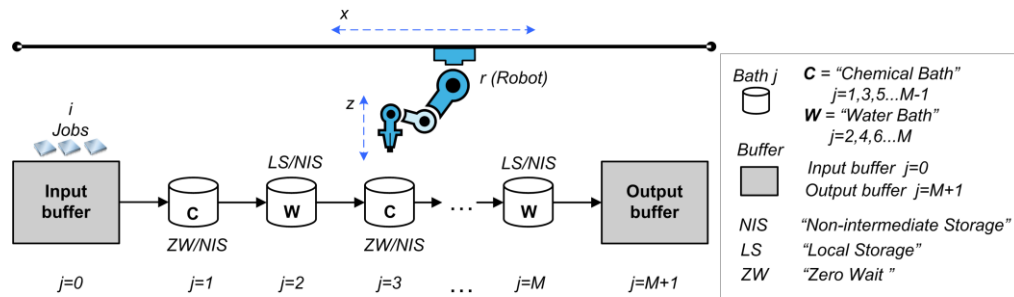 x
r (Robot)
z
i
Jobs
Input
buffer
C
ZW/NIS
LS/NIS
W
C
ZW/NIS
...
LS/NIS
W
Output
buffer
j=0
j=1
j=2
j=3
...
j=M
j=M+1
Bath j
C = “Chemical Bath”
j=1,3,5...M-1
W = “Water Bath”
j=2,4,6...M
Buffer
Input buffer j=0
Output buffer j=M+1
NIS “Non-intermediate Storage”
LS “Local Storage”
ZW “Zero Wait ”